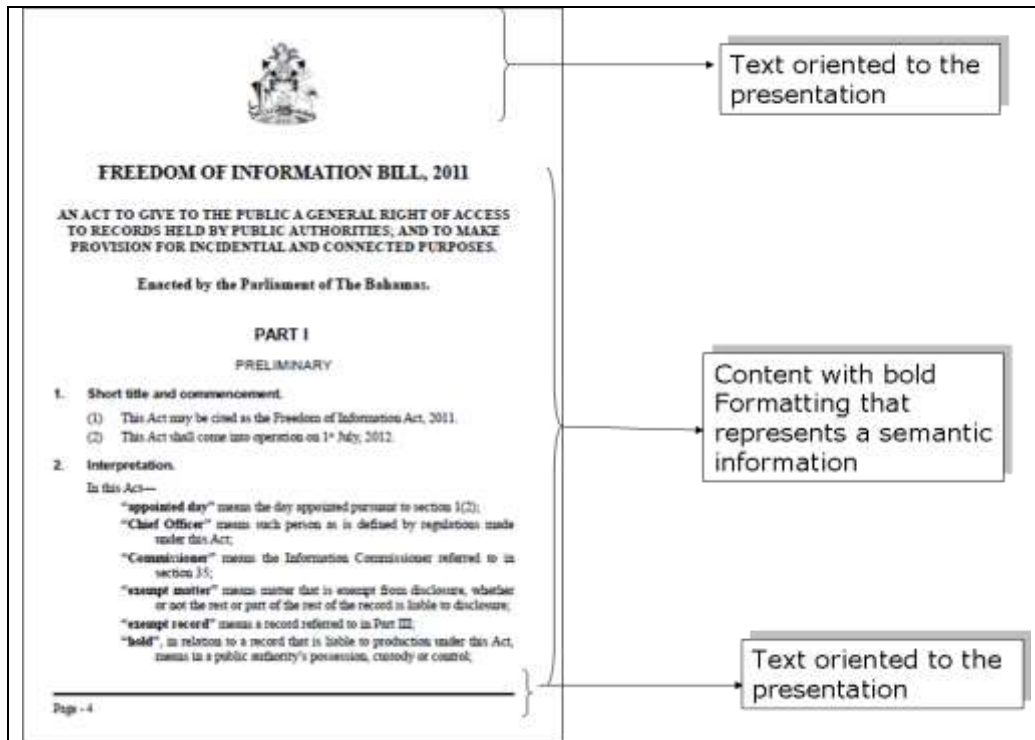 FREEDOM OF INFORMATION BILL, 2011
AN ACT TO GIVE TO THE PUBLIC A GENERAL RIGHT OF ACCESS
TO RECORDS HELD BY PUBLIC AUTHORITIES; AND TO MAKE
PROVISION FOR INCIDENTIAL AND CONNECTED PURPOSES.
Enacted by the Parliament of The Bahamas.
PART I
PRELIMINARY
1. Short title and commencement.
(1) This Act may be cited as the Freedom of Information Act, 2011.
(2) This Act shall come into operation on 1st July, 2012.
2. Interpretation.
In this Act—
“appointed day” means the day appointed pursuant to section 1(2);
“Chief Officer” means such person as is defined by regulations made
under this Act;
“Commissioner” means the Information Commissioner referred to in
section 35;
“exempt matter” means matter that is exempt from disclosure, whether
or not the rest or part of the rest of the record is liable to disclosure;
“exempt record” means a record referred to in Part III;
“hold”, in relation to a record that is liable to production under this Act,
means in a public authority's possession, custody or control;
Page - 4
Text oriented to the
presentation
Content with bold
Formatting that
represents a semantic
information
Text oriented to the
presentation